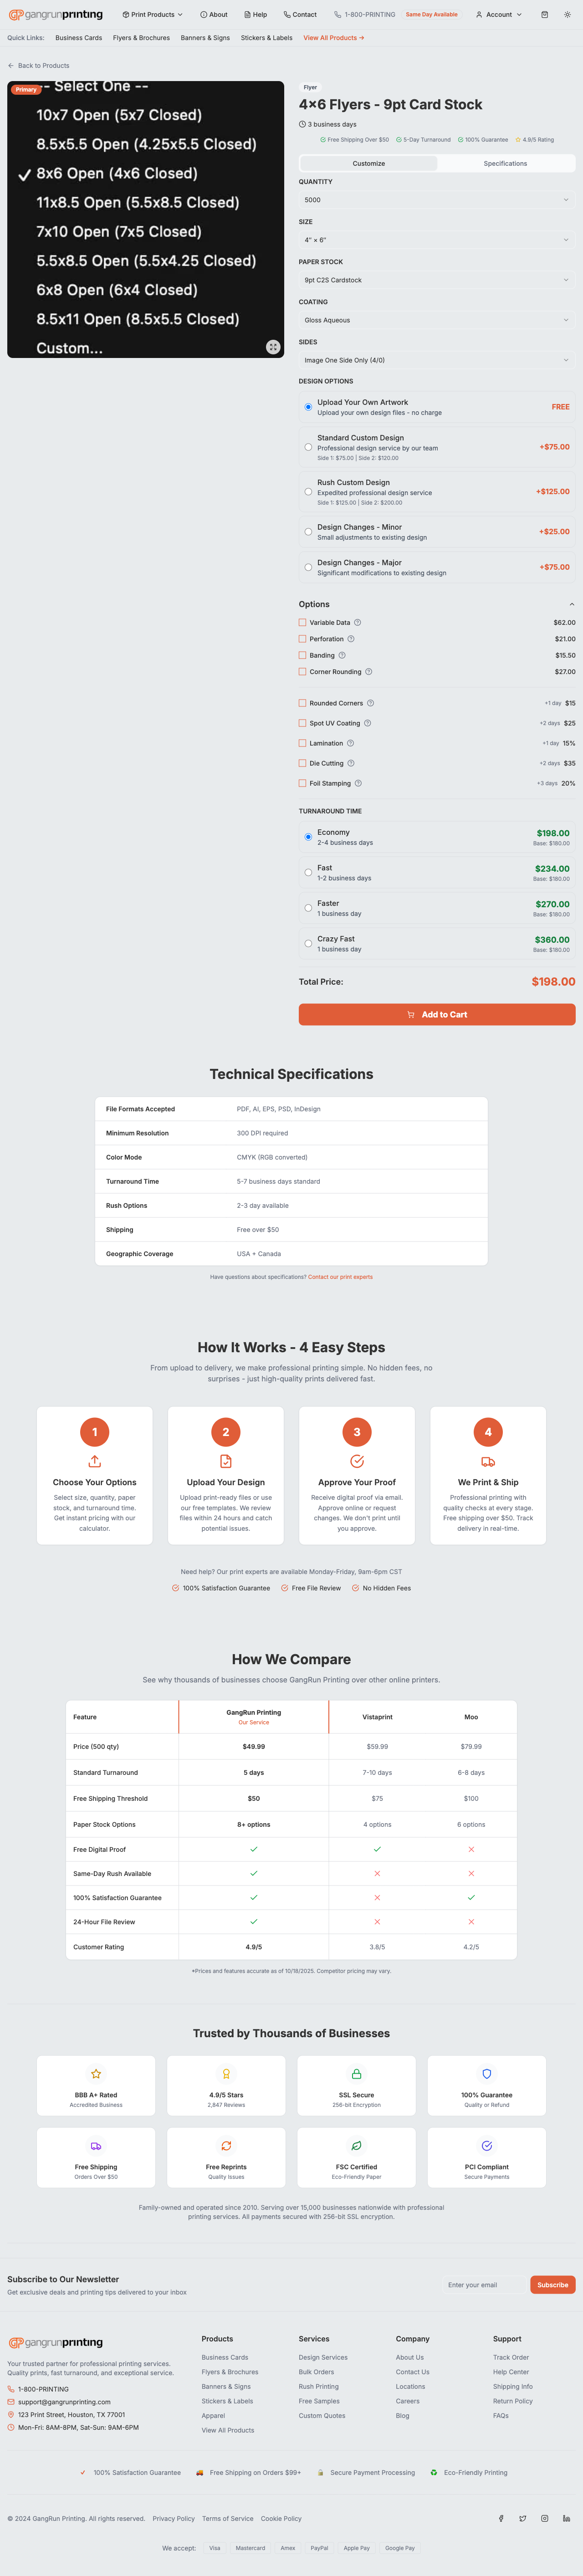 gangrunprinting
Print Products
About
Help
Contact
1-800-PRINTING
Same Day Available
Account
Quick Links:
Business Cards
Flyers & Brochures
Banners & Signs
Stickers & Labels
View All Products →
Back to Products
Primary
-- Select One --
10x7 Open (5x7 Closed)
8.5x5.5 Open (4.25x5.5 Closed)
✓ 8x6 Open (4x6 Closed)
11x8.5 Open (5.5x8.5 Closed)
7x10 Open (7x5 Closed)
5.5x8.5 Open (5.5x4.25 Closed)
6x8 Open (6x4 Closed)
8.5x11 Open (8.5x5.5 Closed)
Custom...
Flyer
4x6 Flyers - 9pt Card Stock
3 business days
Free Shipping Over $50
5-Day Turnaround
100% Guarantee
4.9/5 Rating
Customize
Specifications
QUANTITY
5000
SIZE
4" × 6"
PAPER STOCK
9pt C2S Cardstock
COATING
Gloss Aqueous
SIDES
Image One Side Only (4/0)
DESIGN OPTIONS
Upload Your Own Artwork
Upload your own design files - no charge
FREE
Standard Custom Design
Professional design service by our team
Side 1: $75.00 | Side 2: $120.00
+$75.00
Rush Custom Design
Expedited professional design service
Side 1: $125.00 | Side 2: $200.00
+$125.00
Design Changes - Minor
Small adjustments to existing design
+$25.00
Design Changes - Major
Significant modifications to existing design
+$75.00
Options
Variable Data $62.00
Perforation $21.00
Banding $15.50
Corner Rounding $27.00
Rounded Corners +1 day $15
Spot UV Coating +2 days $25
Lamination +1 day 15%
Die Cutting +2 days $35
Foil Stamping +3 days 20%
TURNAROUND TIME
Economy
2-4 business days
$198.00
Base: $180.00
Fast
1-2 business days
$234.00
Base: $180.00
Faster
1 business day
$270.00
Base: $180.00
Crazy Fast
1 business day
$360.00
Base: $180.00
Total Price: $198.00
Add to Cart
Technical Specifications
File Formats Accepted PDF, AI, EPS, PSD, InDesign
Minimum Resolution 300 DPI required
Color Mode CMYK (RGB converted)
Turnaround Time 5-7 business days standard
Rush Options 2-3 day available
Shipping Free over $50
Geographic Coverage USA + Canada
Have questions about specifications? Contact our print experts
How It Works - 4 Easy Steps
From upload to delivery, we make professional printing simple. No hidden fees, no
surprises - just high-quality prints delivered fast.
1
Choose Your Options
Select size, quantity, paper
stock, and turnaround time.
Get instant pricing with our
calculator.
2
Upload Your Design
Upload print-ready files or use
our free templates. We review
files within 24 hours and catch
potential issues.
3
Approve Your Proof
Receive digital proof via email.
Approve online or request
changes. We don't print until
you approve.
4
We Print & Ship
Professional printing with
quality checks at every stage.
Free shipping over $50. Track
delivery in real-time.
Need help? Our print experts are available Monday-Friday, 9am-6pm CST
100% Satisfaction Guarantee
Free File Review
No Hidden Fees
How We Compare
See why thousands of businesses choose GangRun Printing over other online printers.
Feature GangRun Printing Vistaprint Moo
Our Service
Price (500 qty) $49.99 $59.99 $79.99
Standard Turnaround 5 days 7-10 days 6-8 days
Free Shipping Threshold $50 $75 $100
Paper Stock Options 8+ options 4 options 6 options
Free Digital Proof
Same-Day Rush Available
100% Satisfaction Guarantee
24-Hour File Review
Customer Rating 4.9/5 3.8/5 4.2/5
*Prices and features accurate as of 10/18/2025. Competitor pricing may vary.
Trusted by Thousands of Businesses
BBB A+ Rated
Accredited Business
4.9/5 Stars
2,847 Reviews
SSL Secure
256-bit Encryption
100% Guarantee
Quality or Refund
Free Shipping
Orders Over $50
Free Reprints
Quality Issues
FSC Certified
Eco-Friendly Paper
PCI Compliant
Secure Payments
Family-owned and operated since 2010. Serving over 15,000 businesses nationwide with professional
printing services. All payments secured with 256-bit SSL encryption.
Subscribe to Our Newsletter
Get exclusive deals and printing tips delivered to your inbox
Enter your email
Subscribe
gangrunprinting
Your trusted partner for professional printing services.
Quality prints, fast turnaround, and exceptional service.
1-800-PRINTING
support@gangrunprinting.com
123 Print Street, Houston, TX 77001
Mon-Fri: 8AM-8PM, Sat-Sun: 9AM-6PM
Products
Business Cards
Flyers & Brochures
Banners & Signs
Stickers & Labels
Apparel
View All Products
Services
Design Services
Bulk Orders
Rush Printing
Free Samples
Custom Quotes
Company
About Us
Contact Us
Locations
Careers
Blog
Support
Track Order
Help Center
Shipping Info
Return Policy
FAQs
✓ 100% Satisfaction Guarantee
Free Shipping on Orders $99+
Secure Payment Processing
Eco-Friendly Printing
© 2024 GangRun Printing. All rights reserved.
Privacy Policy
Terms of Service
Cookie Policy
We accept: Visa Mastercard Amex PayPal Apple Pay Google Pay